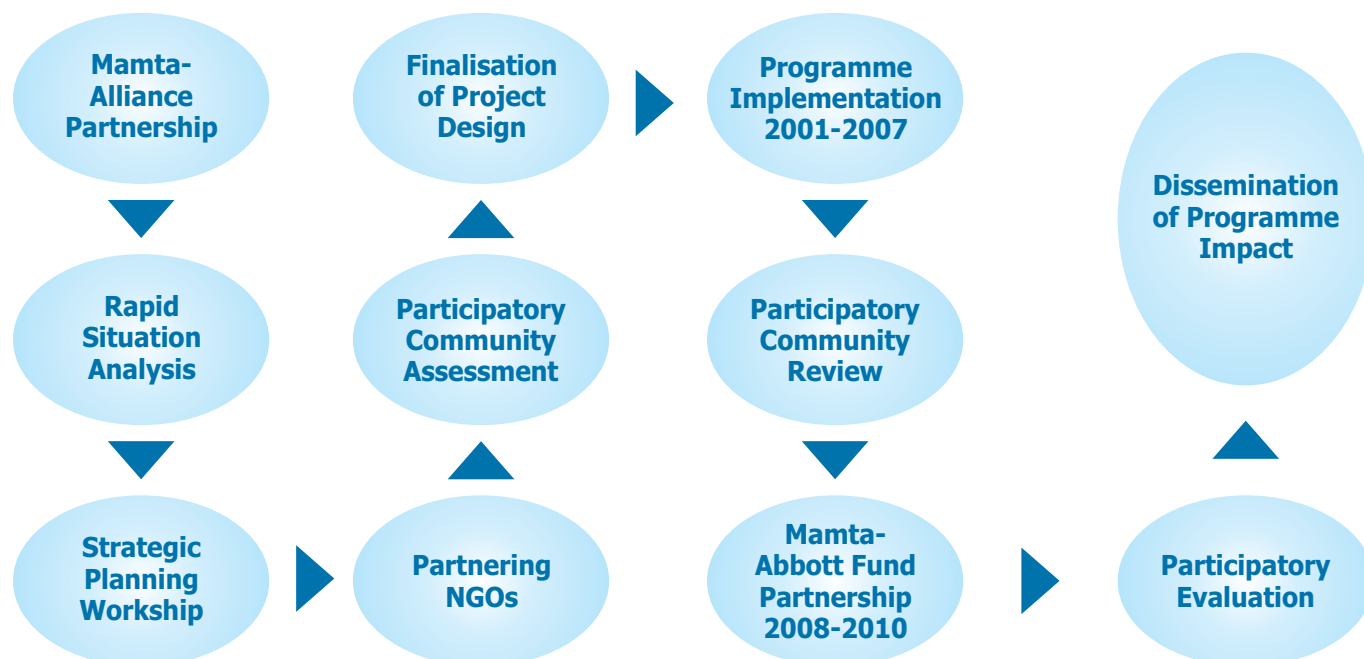 Mamta-
Alliance
Partnership
Rapid
Situation
Analysis
Strategic
Planning
Workship
Partnering
NGOs
Participatory
Community
Assessment
Finalisation
of Project
Design
Programme
Implementation
2001-2007
Participatory
Community
Review
Mamta-
Abbott Fund
Partnership
2008-2010
Participatory
Evaluation
Dissemination
of Programme
Impact